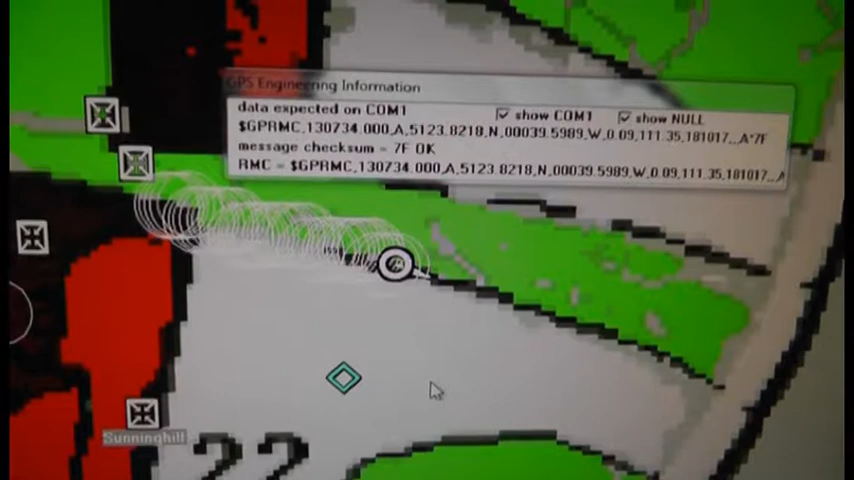 GPS Engineering Information
data expected on COM1
show COM1
show NULL
$GPRMC,130734.000,A,5123.8218,N,00039.5989,W,0.09,111.35,181017,,,A*7F
message checksum = 7F OK
RMC = $GPRMC,130734.000,A,5123.8218,N,00039.5989,W,0.09,111.35,181017,,,A
Sunninghill
22